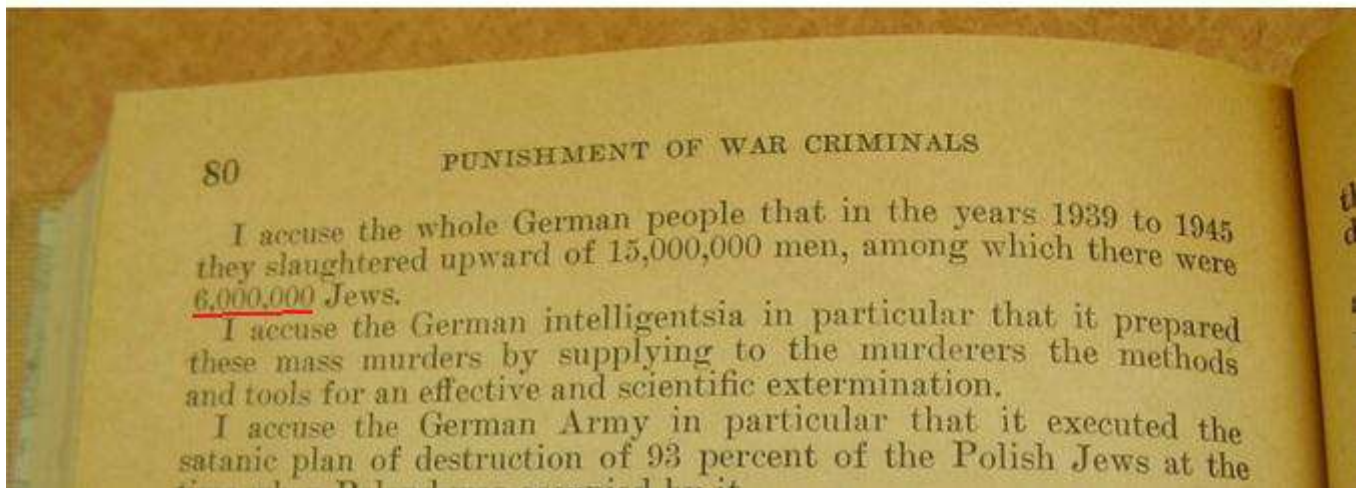 80 PUNISHMENT OF WAR CRIMINALS
I accuse the whole German people that in the years 1939 to 1945
they slaughtered upward of 15,000,000 men, among which there were
6,000,000 Jews.
I accuse the German intelligentsia in particular that it prepared
these mass murders by supplying to the murderers the methods
and tools for an effective and scientific extermination.
I accuse the German Army in particular that it executed the
satanic plan of destruction of 93 percent of the Polish Jews at the